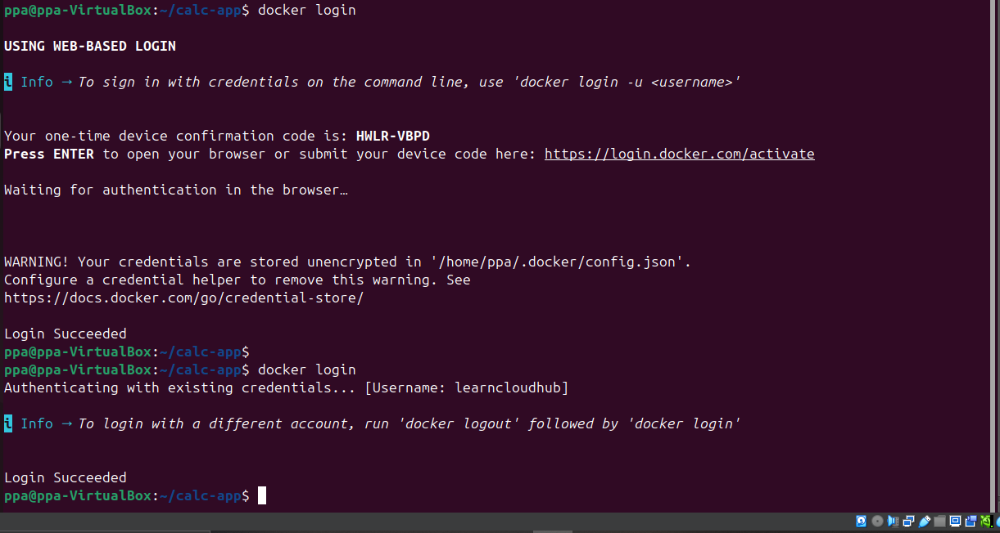 ppa@ppa-VirtualBox:~/calc-app$ docker login
USING WEB-BASED LOGIN
i Info → To sign in with credentials on the command line, use 'docker login -u <username>'
Your one-time device confirmation code is: HWLR-VBPD
Press ENTER to open your browser or submit your device code here: https://login.docker.com/activate
Waiting for authentication in the browser…
WARNING! Your credentials are stored unencrypted in '/home/ppa/.docker/config.json'.
Configure a credential helper to remove this warning. See
https://docs.docker.com/go/credential-store/
Login Succeeded
ppa@ppa-VirtualBox:~/calc-app$
ppa@ppa-VirtualBox:~/calc-app$ docker login
Authenticating with existing credentials... [Username: learncloudhub]
i Info → To login with a different account, run 'docker logout' followed by 'docker login'
Login Succeeded
ppa@ppa-VirtualBox:~/calc-app$